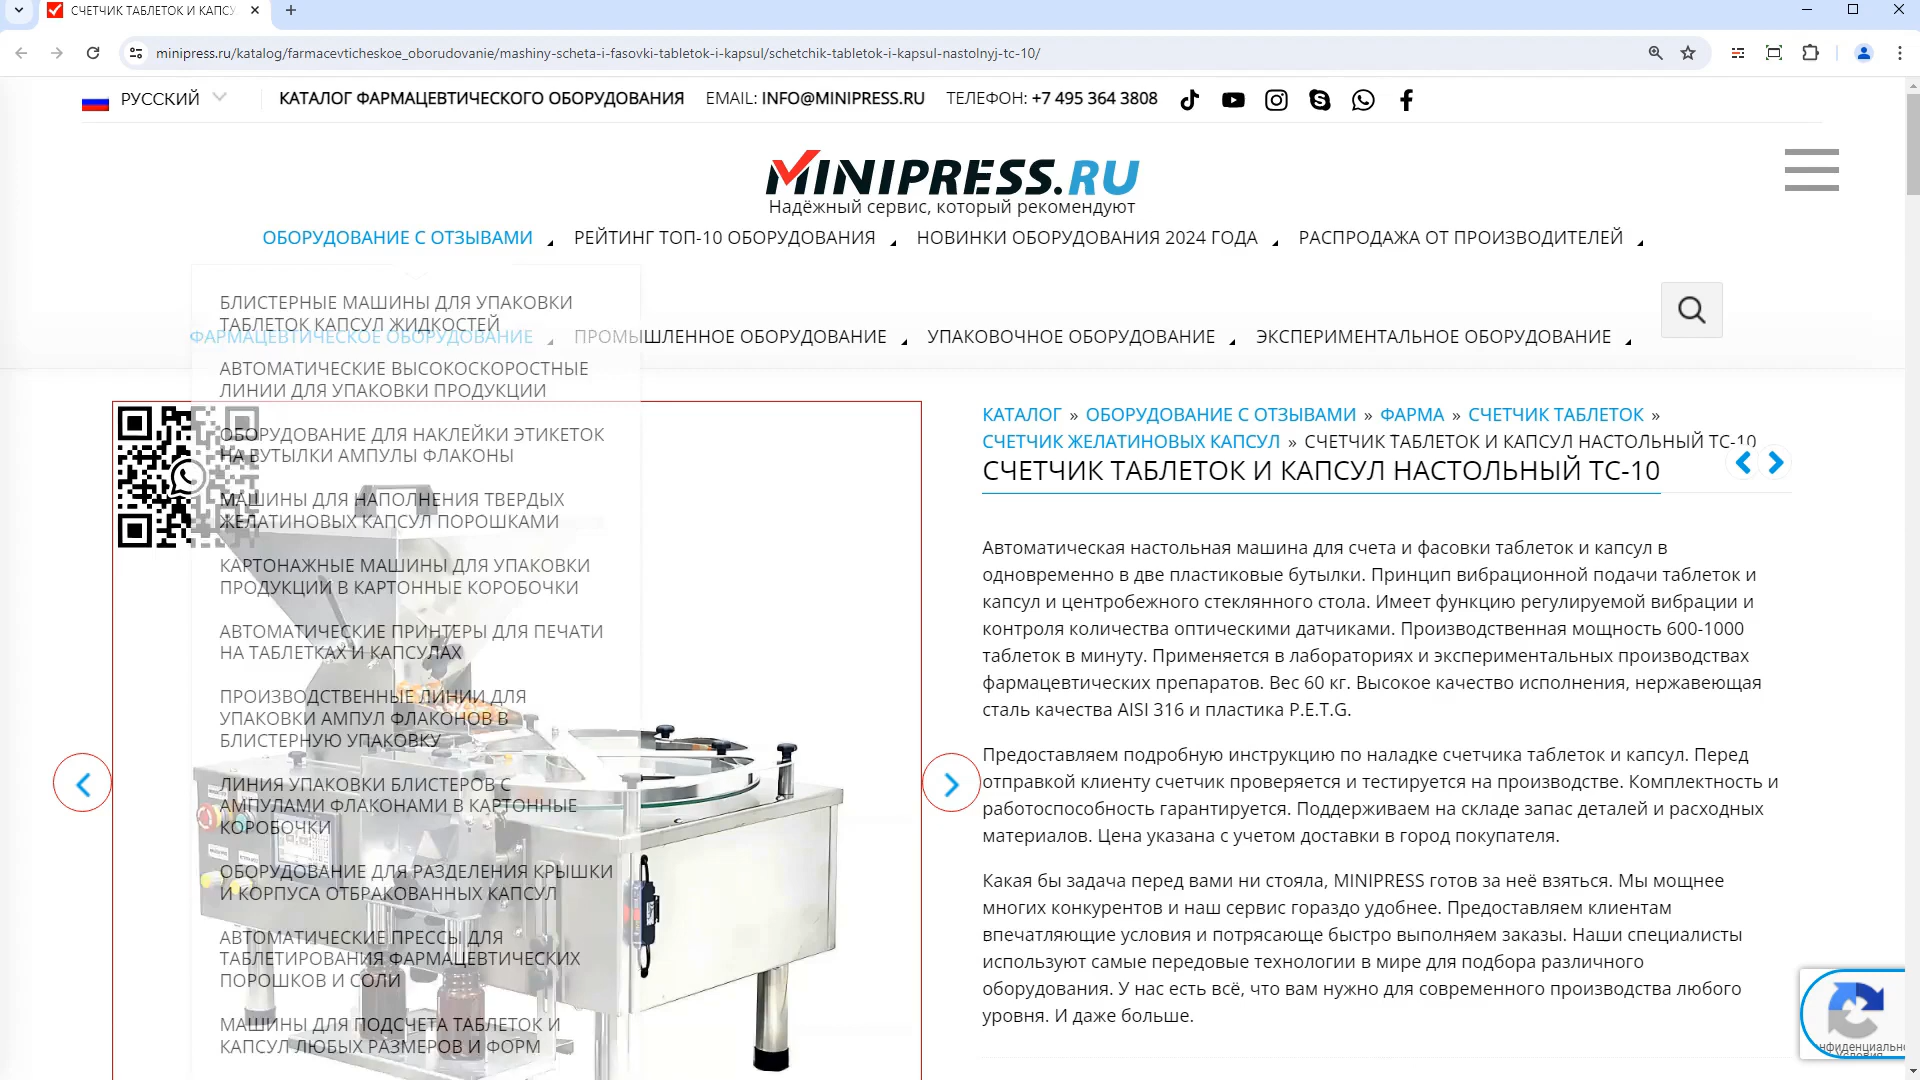 СЧЕТЧИК ТАБЛЕТОК И КАПСУ
minipress.ru/katalog/farmacevticheskoe_oborudovanie/mashiny-scheta-i-fasovki-tabletok-i-kapsul/schetchik-tabletok-i-kapsul-nastolnyj-tc-10/
РУССКИЙ
КАТАЛОГ ФАРМАЦЕВТИЧЕСКОГО ОБОРУДОВАНИЯ
EMAIL: INFO@MINIPRESS.RU
ТЕЛЕФОН: +7 495 364 3808
MINIPRESS.RU
Надёжный сервис, который рекомендуют
ОБОРУДОВАНИЕ С ОТЗЫВАМИ
РЕЙТИНГ ТОП-10 ОБОРУДОВАНИЯ
НОВИНКИ ОБОРУДОВАНИЯ 2024 ГОДА
РАСПРОДАЖА ОТ ПРОИЗВОДИТЕЛЕЙ
ФАРМАЦЕВТИЧЕСКОЕ ОБОРУДОВАНИЕ
ПРОМЫШЛЕННОЕ ОБОРУДОВАНИЕ
УПАКОВОЧНОЕ ОБОРУДОВАНИЕ
ЭКСПЕРИМЕНТАЛЬНОЕ ОБОРУДОВАНИЕ
БЛИСТЕРНЫЕ МАШИНЫ ДЛЯ УПАКОВКИ
ТАБЛЕТОК КАПСУЛ ЖИДКОСТЕЙ
АВТОМАТИЧЕСКИЕ ВЫСОКОСКОРОСТНЫЕ
ЛИНИИ ДЛЯ УПАКОВКИ ПРОДУКЦИИ
ОБОРУДОВАНИЕ ДЛЯ НАКЛЕЙКИ ЭТИКЕТОК
НА БУТЫЛКИ АМПУЛЫ ФЛАКОНЫ
МАШИНЫ ДЛЯ НАПОЛНЕНИЯ ТВЕРДЫХ
ЖЕЛАТИНОВЫХ КАПСУЛ ПОРОШКАМИ
КАРТОНАЖНЫЕ МАШИНЫ ДЛЯ УПАКОВКИ
ПРОДУКЦИИ В КАРТОННЫЕ КОРОБОЧКИ
АВТОМАТИЧЕСКИЕ ПРИНТЕРЫ ДЛЯ ПЕЧАТИ
НА ТАБЛЕТКАХ И КАПСУЛАХ
ПРОИЗВОДСТВЕННЫЕ ЛИНИИ ДЛЯ
УПАКОВКИ АМПУЛ ФЛАКОНОВ В
БЛИСТЕРНУЮ УПАКОВКУ
ЛИНИЯ УПАКОВКИ БЛИСТЕРОВ С
АМПУЛАМИ ФЛАКОНАМИ В КАРТОННЫЕ
КОРОБОЧКИ
ОБОРУДОВАНИЕ ДЛЯ РАЗДЕЛЕНИЯ КРЫШКИ
И КОРПУСА ОТБРАКОВАННЫХ КАПСУЛ
АВТОМАТИЧЕСКИЕ ПРЕССЫ ДЛЯ
ТАБЛЕТИРОВАНИЯ ФАРМАЦЕВТИЧЕСКИХ
ПОРОШКОВ И СОЛИ
МАШИНЫ ДЛЯ ПОДСЧЕТА ТАБЛЕТОК И
КАПСУЛ ЛЮБЫХ РАЗМЕРОВ И ФОРМ
КАТАЛОГ » ОБОРУДОВАНИЕ С ОТЗЫВАМИ » ФАРМА » СЧЕТЧИК ТАБЛЕТОК »
СЧЕТЧИК ЖЕЛАТИНОВЫХ КАПСУЛ » СЧЕТЧИК ТАБЛЕТОК И КАПСУЛ НАСТОЛЬНЫЙ TC-10
СЧЕТЧИК ТАБЛЕТОК И КАПСУЛ НАСТОЛЬНЫЙ TC-10
Автоматическая настольная машина для счета и фасовки таблеток и капсул в
одновременно в две пластиковые бутылки. Принцип вибрационной подачи таблеток и
капсул и центробежного стеклянного стола. Имеет функцию регулируемой вибрации и
контроля количества оптическими датчиками. Производственная мощность 600-1000
таблеток в минуту. Применяется в лабораториях и экспериментальных производствах
фармацевтических препаратов. Вес 60 кг. Высокое качество исполнения, нержавеющая
сталь качества AISI 316 и пластика P.E.T.G.
Предоставляем подробную инструкцию по наладке счетчика таблеток и капсул. Перед
отправкой клиенту счетчик проверяется и тестируется на производстве. Комплектность и
работоспособность гарантируется. Поддерживаем на складе запас деталей и расходных
материалов. Цена указана с учетом доставки в город покупателя.
Какая бы задача перед вами ни стояла, MINIPRESS готов за неё взяться. Мы мощнее
многих конкурентов и наш сервис гораздо удобнее. Предоставляем клиентам
впечатляющие условия и потрясающе быстро выполняем заказы. Наши специалисты
используют самые передовые технологии в мире для подбора различного
оборудования. У нас есть всё, что вам нужно для современного производства любого
уровня. И даже больше.
нфиденциально
Условия